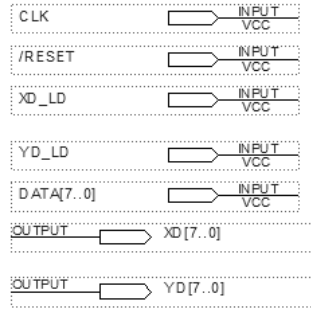 CLK INPUT VCC
/RESET INPUT VCC
XD_LD INPUT VCC
YD_LD INPUT VCC
DATA[7..0] INPUT VCC
OUTPUT XD[7..0]
OUTPUT YD[7..0]